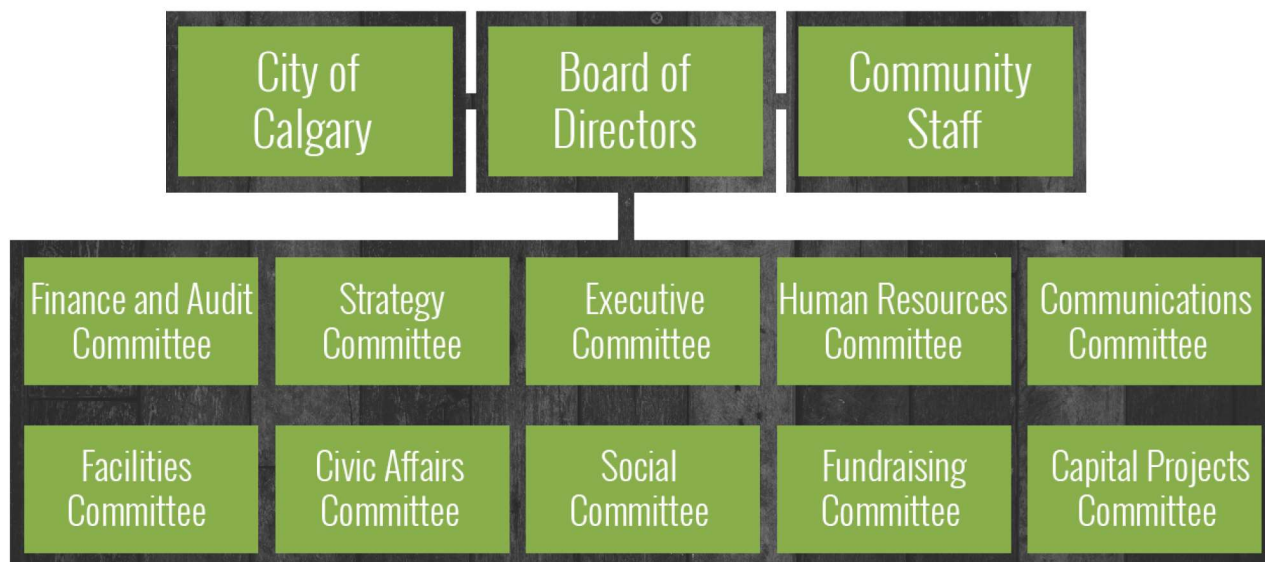 City of
Calgary
Board of
Directors
Community
Staff
Finance and Audit
Committee
Strategy
Committee
Executive
Committee
Human Resources
Committee
Communications
Committee
Facilities
Committee
Civic Affairs
Committee
Social
Committee
Fundraising
Committee
Capital Projects
Committee